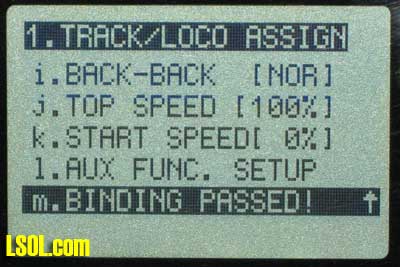 1.TRACK/LOCO ASSIGN
i.BACK-BACK [NOR]
j.TOP SPEED [100%]
k.START SPEED[ 0%]
l.AUX FUNC. SETUP
m.BINDING PASSED! ↑
LSOL.com